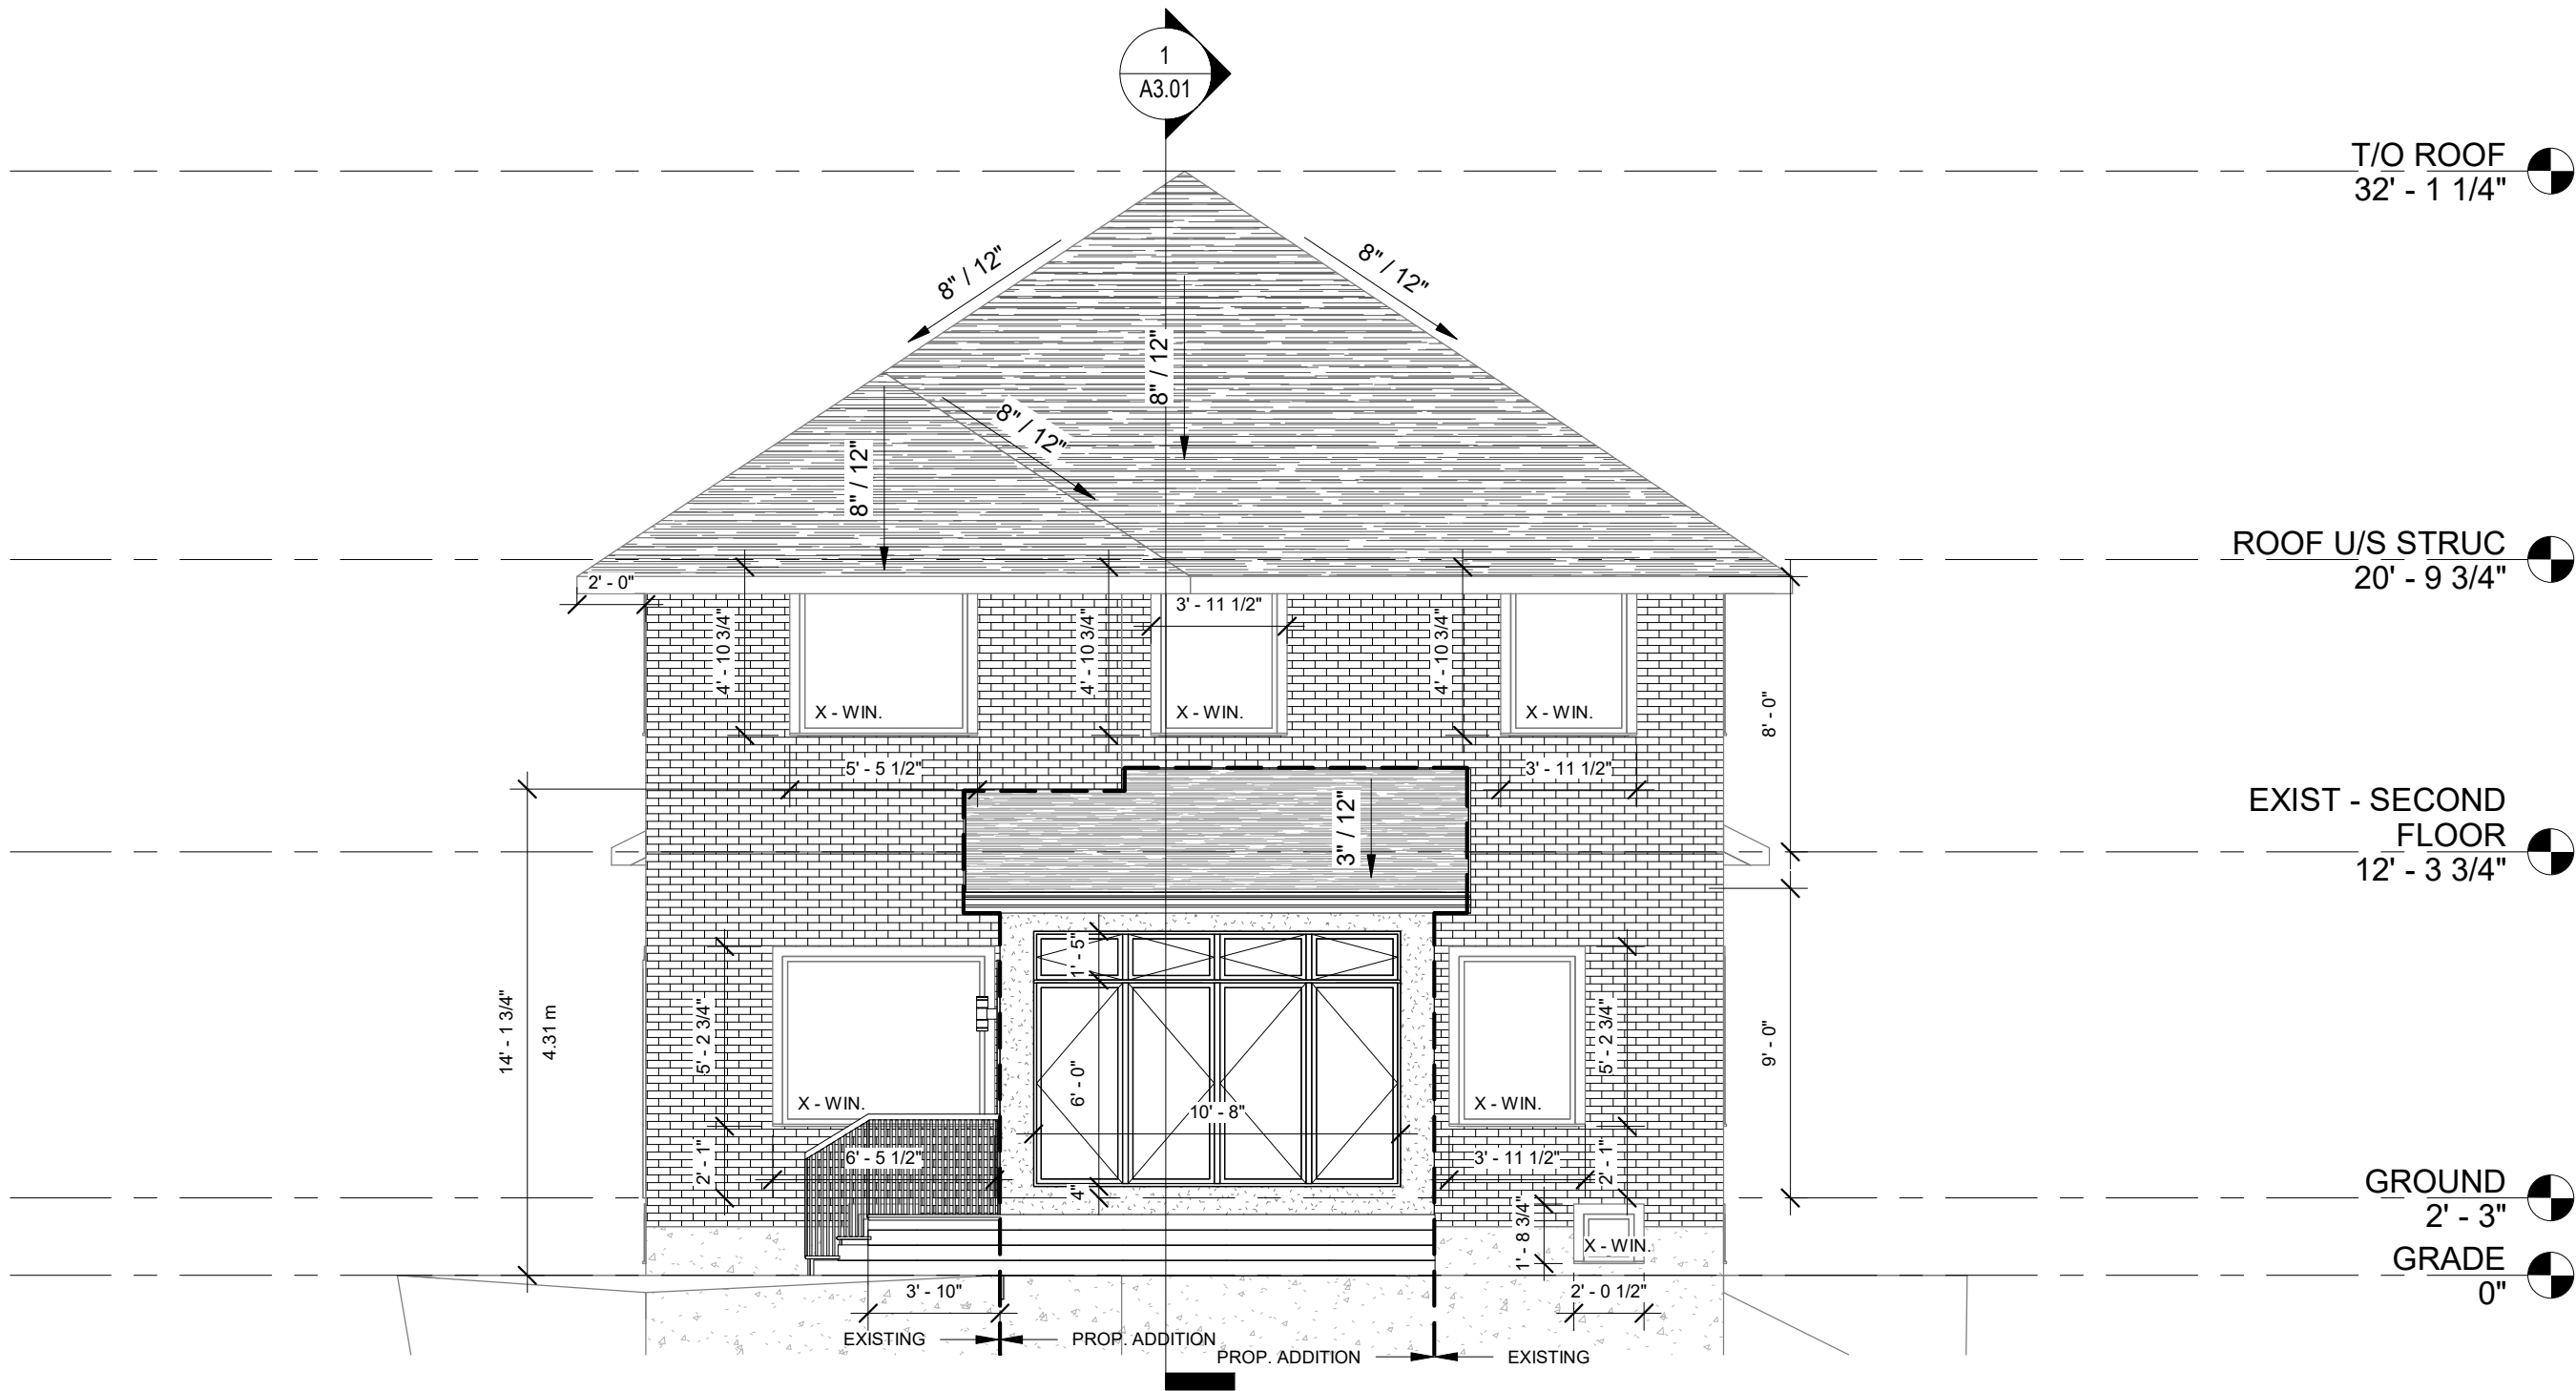 1
A3.01
T/O ROOF
32' - 1 1/4"
8" / 12"
8" / 12"
8" / 12"
8" / 12"
8" / 12"
ROOF U/S STRUC
20' - 9 3/4"
2' - 0"
3' - 11 1/2"
4' - 10 3/4"
4' - 10 3/4"
4' - 10 3/4"
X - WIN.
X - WIN.
X - WIN.
8' - 0"
5' - 5 1/2"
3' - 11 1/2"
3" / 12"
EXIST - SECOND
FLOOR
12' - 3 3/4"
1' - 5"
14' - 1 3/4"
4.31 m
5' - 2 3/4"
5' - 2 3/4"
9' - 0"
6' - 0"
X - WIN.
10' - 8"
X - WIN.
2' - 1"
6' - 5 1/2"
3' - 11 1/2"
2' - 1"
4"
GROUND
2' - 3"
1' - 8 3/4"
X - WIN.
GRADE
0"
3' - 10"
2' - 0 1/2"
EXISTING
PROP. ADDITION
PROP. ADDITION
EXISTING